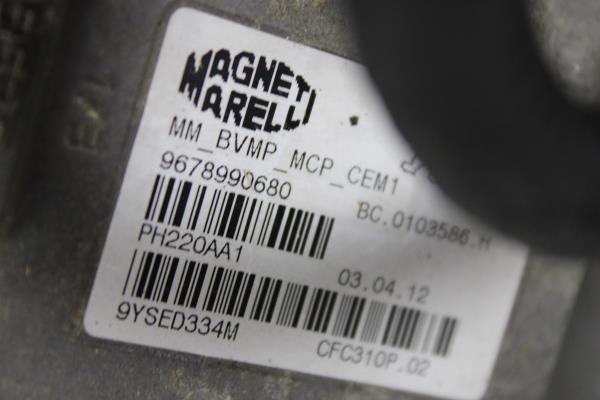 MAGNETI
MARELLI
MM_BVMP_MCP_CEM1
9678990680
BC.0103586.H
PH220AA1
03.04.12
9YSED334M
CFC310P.02